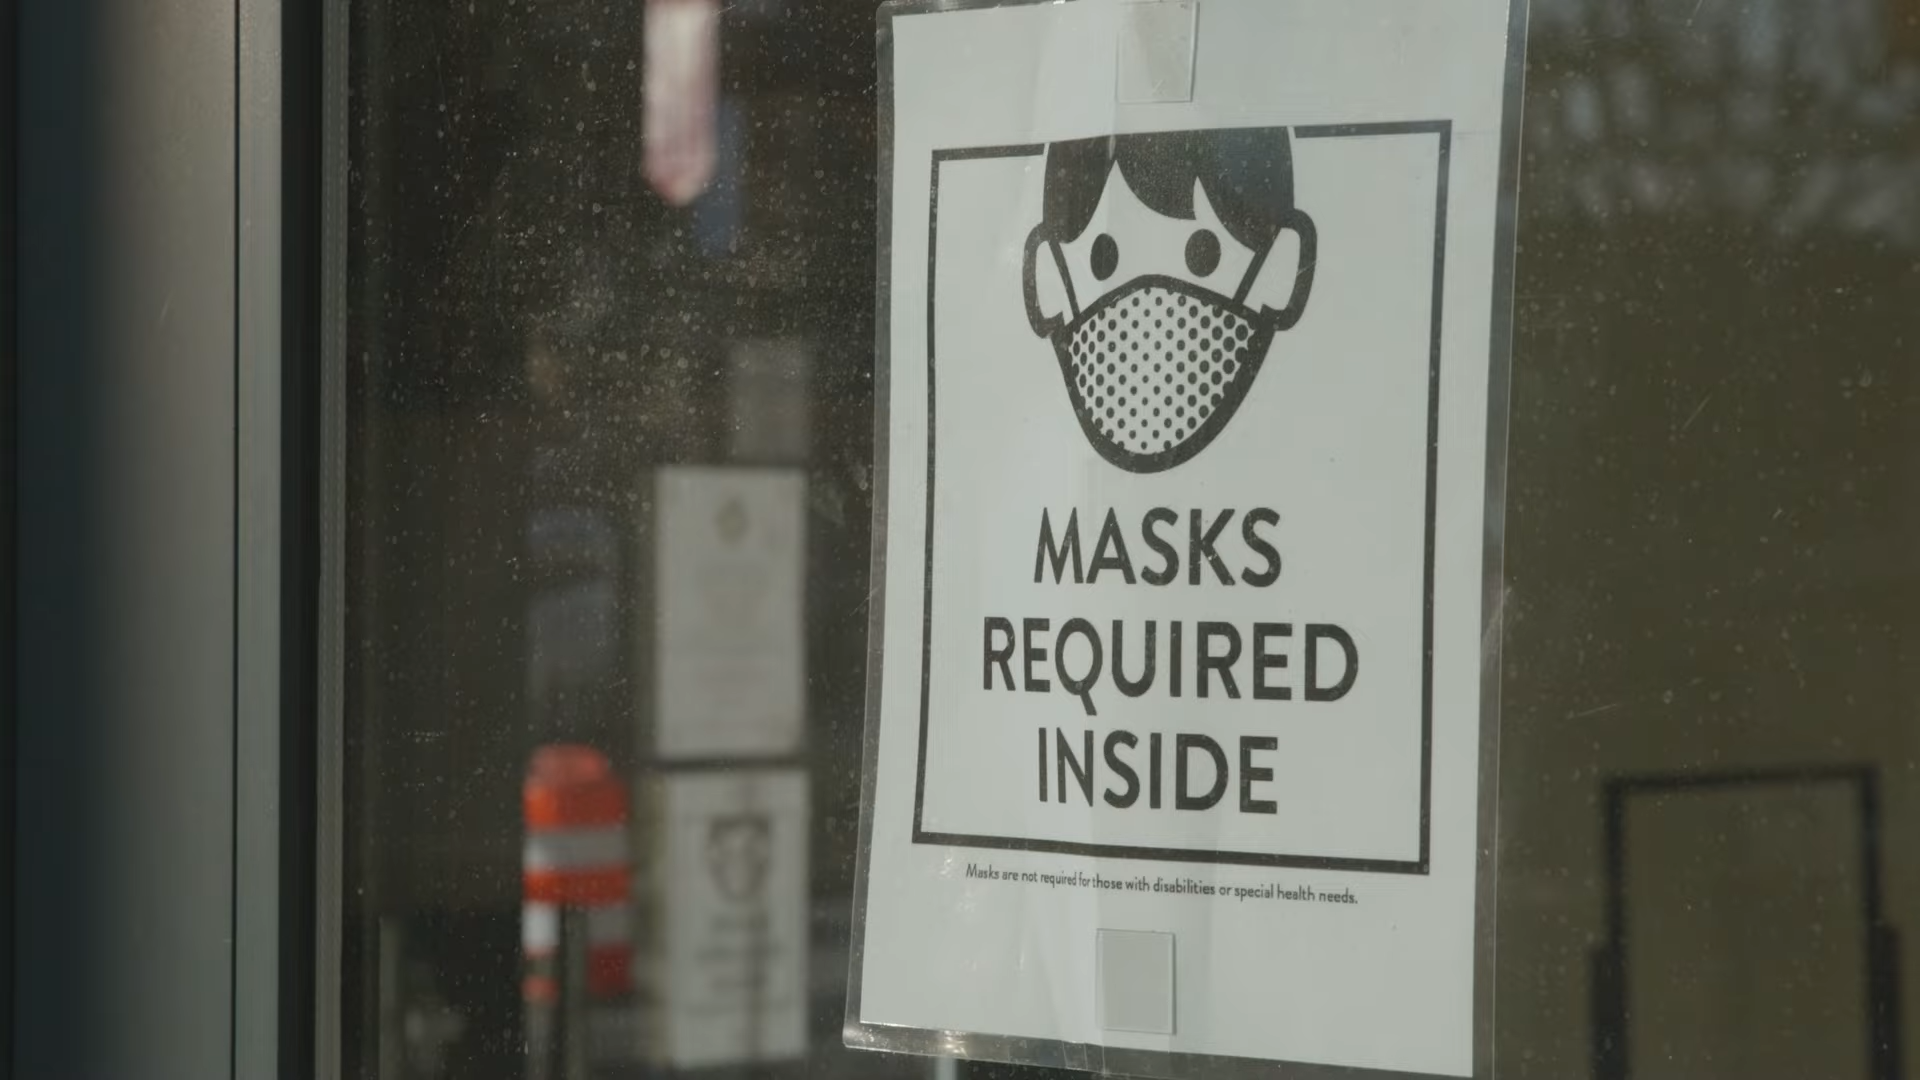 MASKS
REQUIRED
INSIDE
Masks are not required for those with disabilities or special health needs.